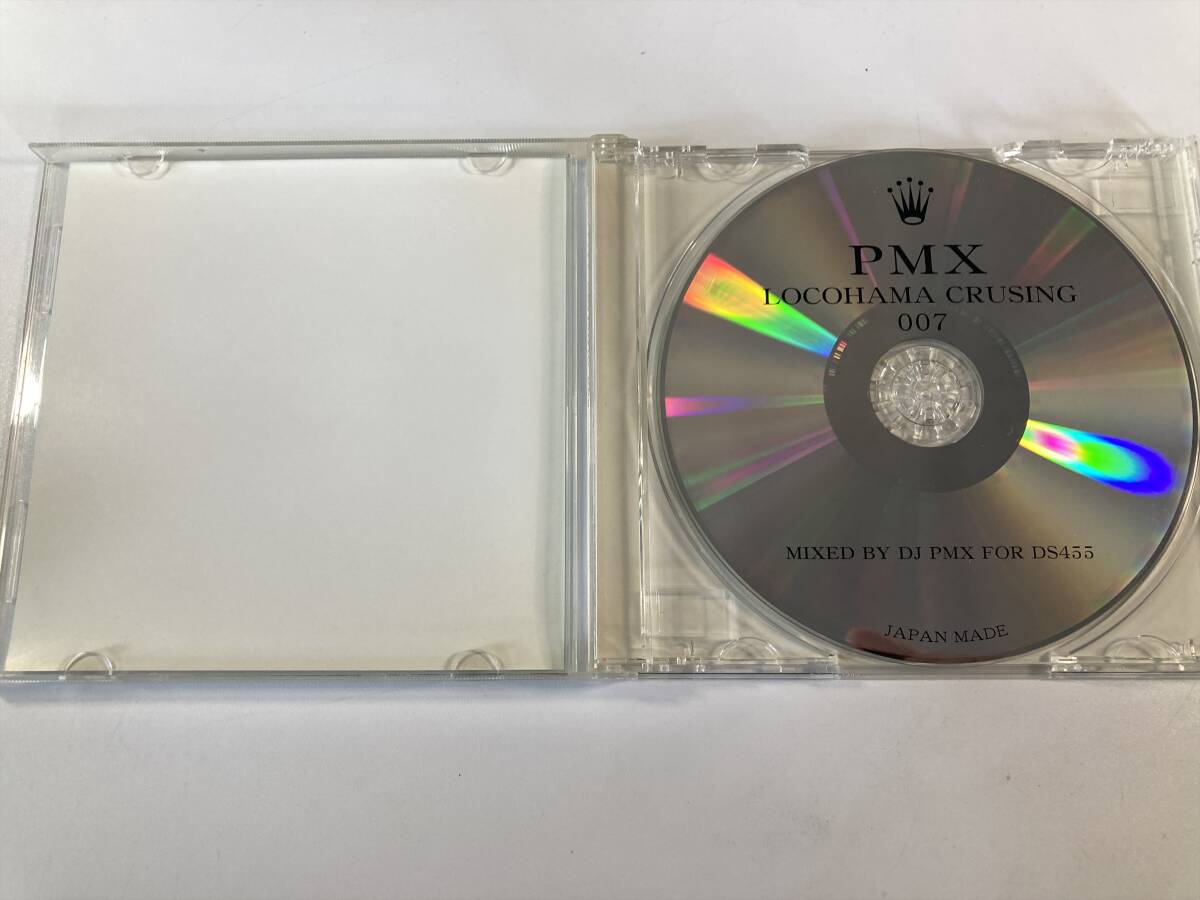 PMX
LOCOHAMA CRUSING
007
MIXED BY DJ PMX FOR DS455
JAPAN MADE